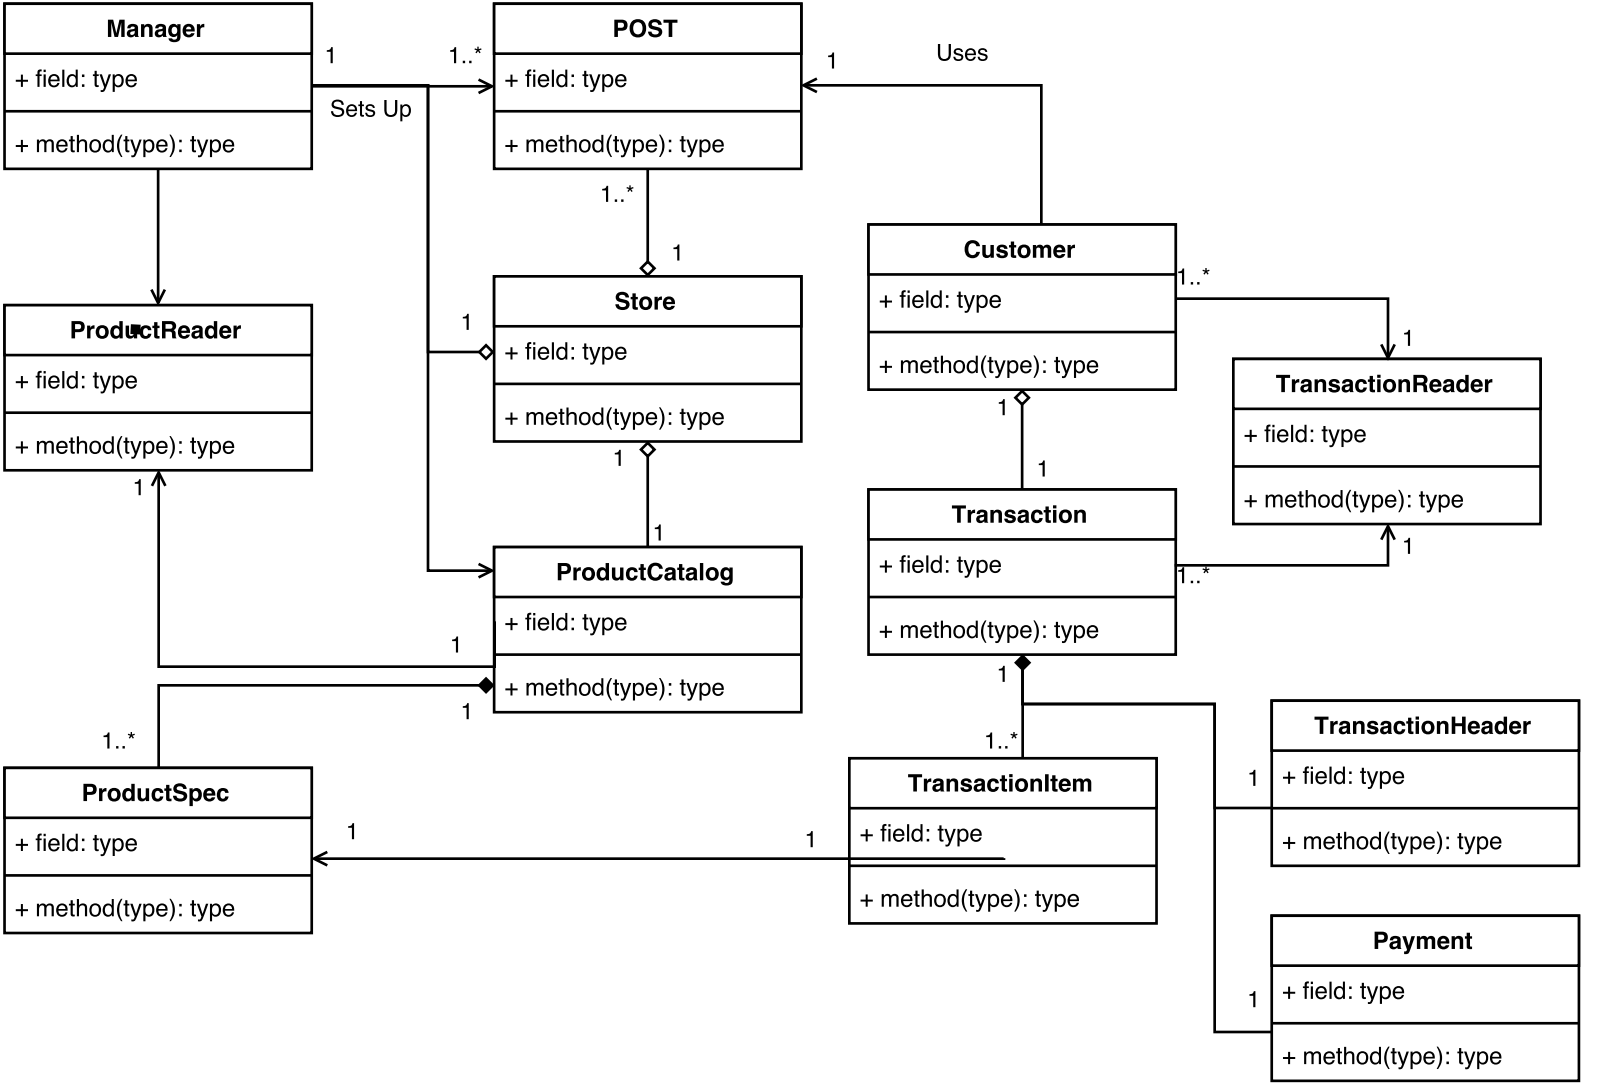 Manager
+ field: type
+ method(type): type
1
1..*
Sets Up
POST
+ field: type
+ method(type): type
1
Uses
1..*
1
ProductReader
+ field: type
+ method(type): type
1
1
Store
+ field: type
+ method(type): type
1
1
Customer
+ field: type
+ method(type): type
1..*
1
1
1
TransactionReader
+ field: type
+ method(type): type
1
1..*
Transaction
+ field: type
+ method(type): type
1
1..*
ProductCatalog
+ field: type
+ method(type): type
1
1
1..*
ProductSpec
+ field: type
+ method(type): type
1
1
TransactionItem
+ field: type
+ method(type): type
1
TransactionHeader
+ field: type
+ method(type): type
1
Payment
+ field: type
+ method(type): type